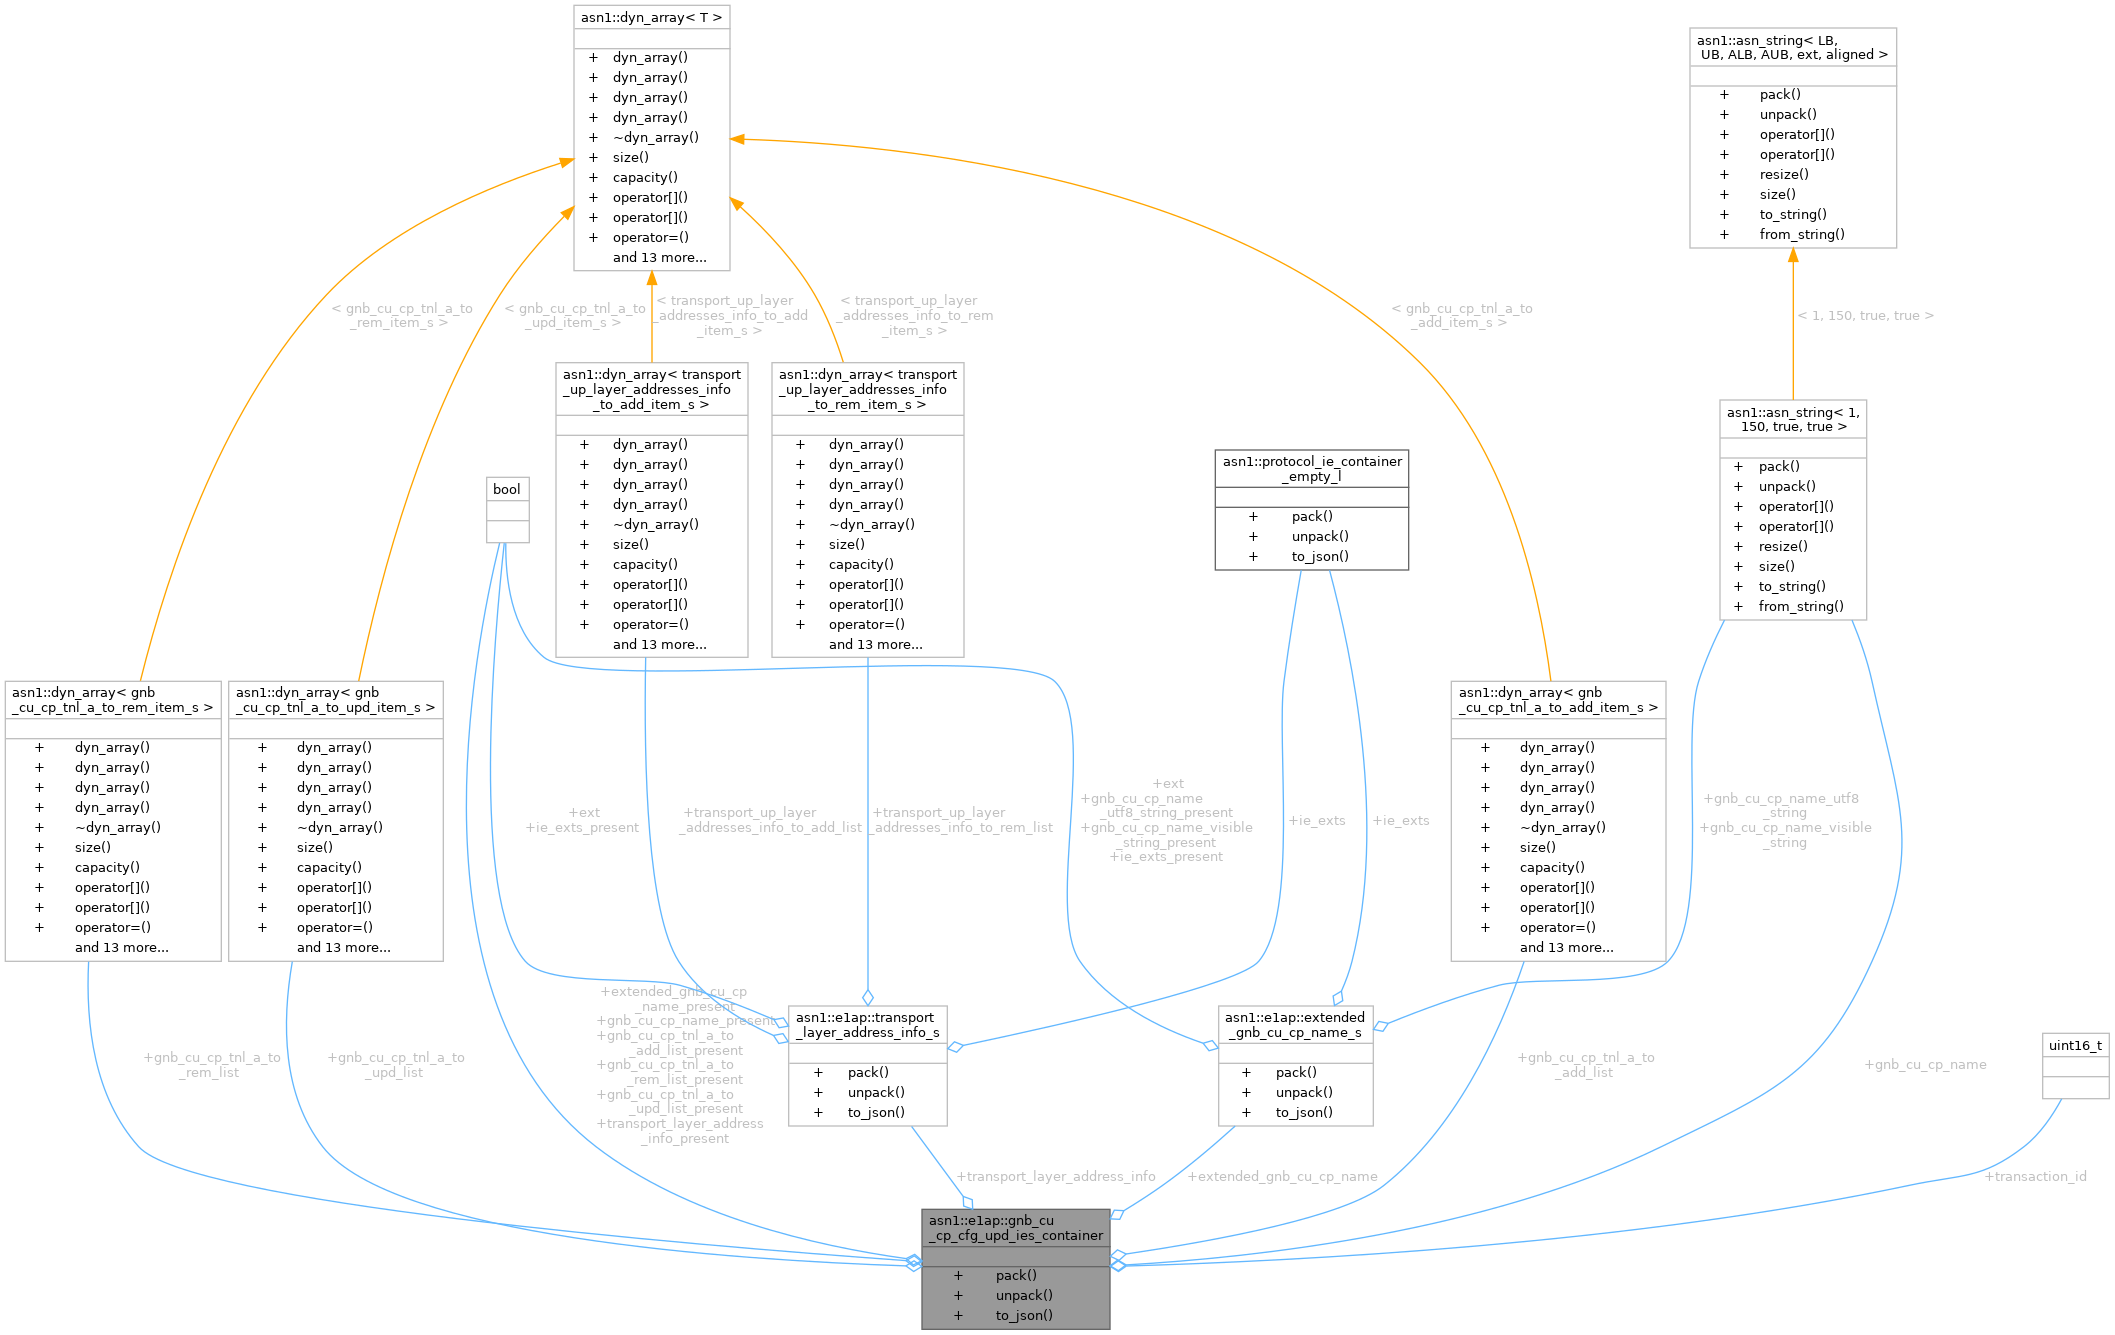 asn1::dyn_array< T >
+ dyn_array()
+ dyn_array()
+ dyn_array()
+ dyn_array()
+ ~dyn_array()
+ size()
+ capacity()
+ operator[]()
+ operator[]()
+ operator=()
and 13 more...
asn1::asn_string< LB,
UB, ALB, AUB, ext, aligned >
+ pack()
+ unpack()
+ operator[]()
+ operator[]()
+ resize()
+ size()
+ to_string()
+ from_string()
< gnb_cu_cp_tnl_a_to
_rem_item_s >
< gnb_cu_cp_tnl_a_to
_upd_item_s >
< transport_up_layer
_addresses_info_to_add
_item_s >
< transport_up_layer
_addresses_info_to_rem
_item_s >
< gnb_cu_cp_tnl_a_to
_add_item_s >
< 1, 150, true, true >
asn1::dyn_array< transport
_up_layer_addresses_info
_to_add_item_s >
+ dyn_array()
+ dyn_array()
+ dyn_array()
+ dyn_array()
+ ~dyn_array()
+ size()
+ capacity()
+ operator[]()
+ operator[]()
+ operator=()
and 13 more...
asn1::dyn_array< transport
_up_layer_addresses_info
_to_rem_item_s >
+ dyn_array()
+ dyn_array()
+ dyn_array()
+ dyn_array()
+ ~dyn_array()
+ size()
+ capacity()
+ operator[]()
+ operator[]()
+ operator=()
and 13 more...
asn1::asn_string< 1,
150, true, true >
+ pack()
+ unpack()
+ operator[]()
+ operator[]()
+ resize()
+ size()
+ to_string()
+ from_string()
bool
asn1::protocol_ie_container
_empty_l
+ pack()
+ unpack()
+ to_json()
asn1::dyn_array< gnb
_cu_cp_tnl_a_to_rem_item_s >
+ dyn_array()
+ dyn_array()
+ dyn_array()
+ dyn_array()
+ ~dyn_array()
+ size()
+ capacity()
+ operator[]()
+ operator[]()
+ operator=()
and 13 more...
asn1::dyn_array< gnb
_cu_cp_tnl_a_to_upd_item_s >
+ dyn_array()
+ dyn_array()
+ dyn_array()
+ dyn_array()
+ ~dyn_array()
+ size()
+ capacity()
+ operator[]()
+ operator[]()
+ operator=()
and 13 more...
asn1::dyn_array< gnb
_cu_cp_tnl_a_to_add_item_s >
+ dyn_array()
+ dyn_array()
+ dyn_array()
+ dyn_array()
+ ~dyn_array()
+ size()
+ capacity()
+ operator[]()
+ operator[]()
+ operator=()
and 13 more...
+ext
+ie_exts_present
+transport_up_layer
_addresses_info_to_add_list
+transport_up_layer
_addresses_info_to_rem_list
+ext
+gnb_cu_cp_name
_utf8_string_present
+gnb_cu_cp_name_visible
_string_present
+ie_exts_present
+ie_exts
+ie_exts
+gnb_cu_cp_name_utf8
_string
+gnb_cu_cp_name_visible
_string
+extended_gnb_cu_cp
_name_present
+gnb_cu_cp_name_present
+gnb_cu_cp_tnl_a_to
_add_list_present
+gnb_cu_cp_tnl_a_to
_rem_list_present
+gnb_cu_cp_tnl_a_to
_upd_list_present
+transport_layer_address
_info_present
asn1::e1ap::transport
_layer_address_info_s
+ pack()
+ unpack()
+ to_json()
asn1::e1ap::extended
_gnb_cu_cp_name_s
+ pack()
+ unpack()
+ to_json()
uint16_t
+gnb_cu_cp_tnl_a_to
_rem_list
+gnb_cu_cp_tnl_a_to
_upd_list
+gnb_cu_cp_tnl_a_to
_add_list
+gnb_cu_cp_name
+transport_layer_address_info
+extended_gnb_cu_cp_name
+transaction_id
asn1::e1ap::gnb_cu
_cp_cfg_upd_ies_container
+ pack()
+ unpack()
+ to_json()